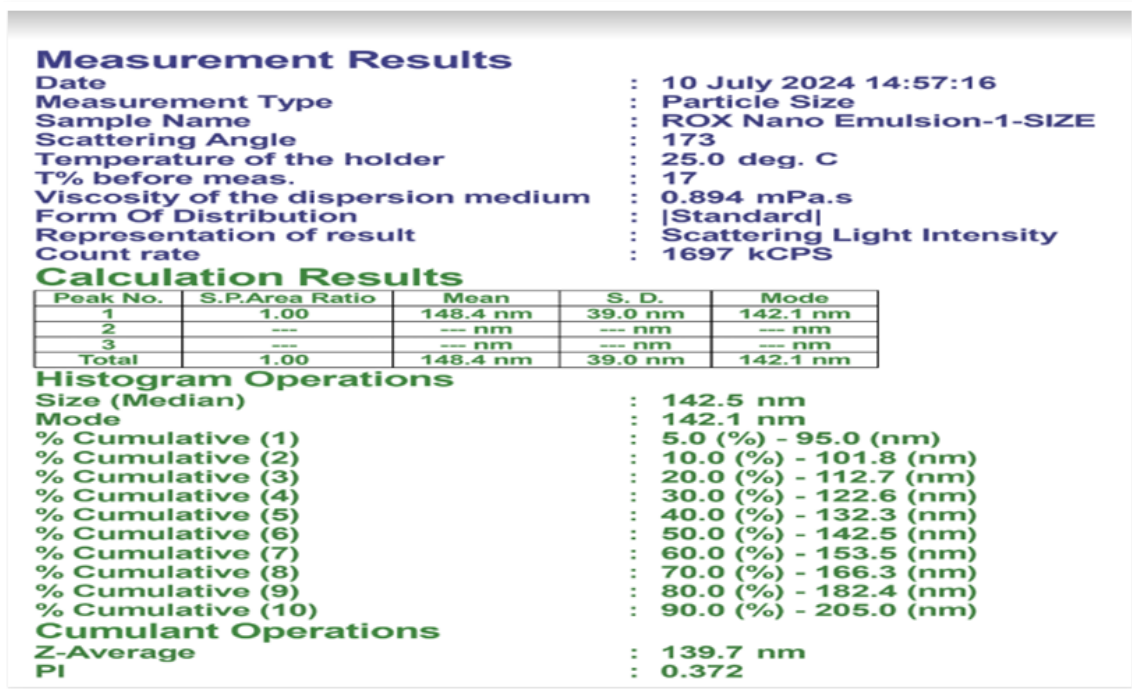 Measurement Results
Date : 10 July 2024 14:57:16
Measurement Type : Particle Size
Sample Name : ROX Nano Emulsion-1-SIZE
Scattering Angle : 173
Temperature of the holder : 25.0 deg. C
T% before meas. : 17
Viscosity of the dispersion medium : 0.894 mPa.s
Form Of Distribution : |Standard|
Representation of result : Scattering Light Intensity
Count rate : 1697 kCPS
Calculation Results
Peak No. S.P.Area Ratio Mean S. D. Mode
1 1.00 148.4 nm 39.0 nm 142.1 nm
2 --- --- nm --- nm --- nm
3 --- --- nm --- nm --- nm
Total 1.00 148.4 nm 39.0 nm 142.1 nm
Histogram Operations
Size (Median) : 142.5 nm
Mode : 142.1 nm
% Cumulative (1) : 5.0 (%) - 95.0 (nm)
% Cumulative (2) : 10.0 (%) - 101.8 (nm)
% Cumulative (3) : 20.0 (%) - 112.7 (nm)
% Cumulative (4) : 30.0 (%) - 122.6 (nm)
% Cumulative (5) : 40.0 (%) - 132.3 (nm)
% Cumulative (6) : 50.0 (%) - 142.5 (nm)
% Cumulative (7) : 60.0 (%) - 153.5 (nm)
% Cumulative (8) : 70.0 (%) - 166.3 (nm)
% Cumulative (9) : 80.0 (%) - 182.4 (nm)
% Cumulative (10) : 90.0 (%) - 205.0 (nm)
Cumulant Operations
Z-Average : 139.7 nm
PI : 0.372